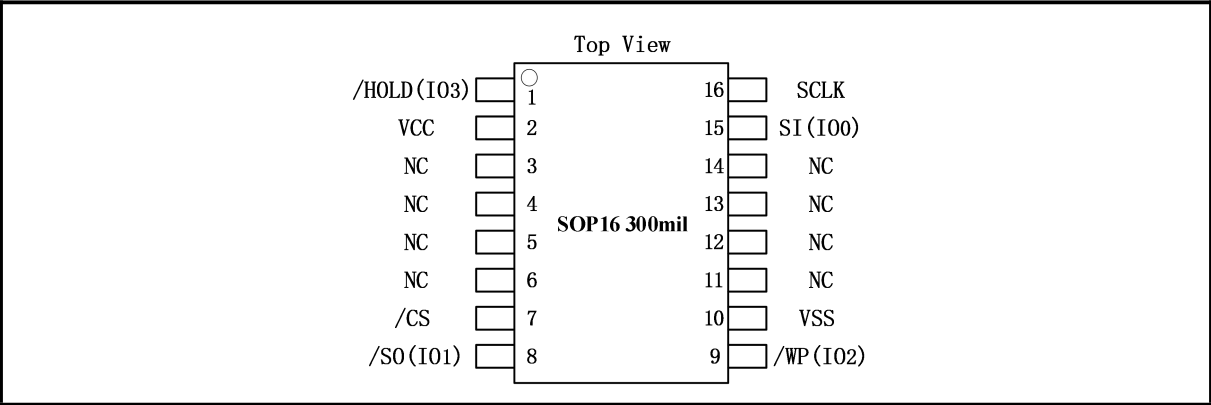 Top View
/HOLD(IO3) 1 16 SCLK
VCC 2 15 SI(IO0)
NC 3 14 NC
NC 4 13 NC
SOP16 300mil
NC 5 12 NC
NC 6 11 NC
/CS 7 10 VSS
/SO(IO1) 8 9 /WP(IO2)